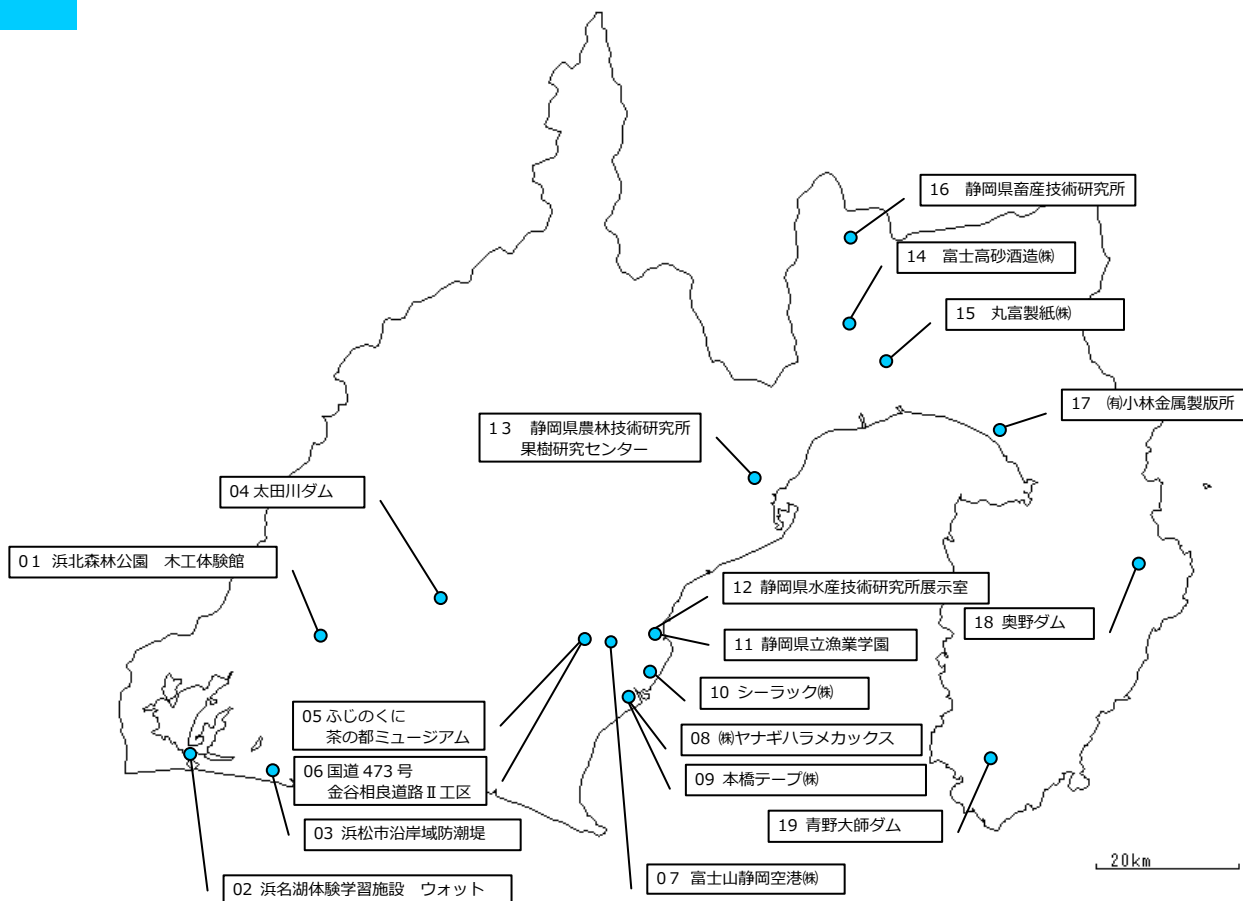 16 静岡県畜産技術研究所
14 富士高砂酒造㈱
15 丸富製紙㈱
17 ㈲小林金属製版所
13 静岡県農林技術研究所
果樹研究センター
04 太田川ダム
01 浜北森林公園 木工体験館
12 静岡県水産技術研究所展示室
18 奥野ダム
11 静岡県立漁業学園
10 シーラック㈱
05 ふじのくに
茶の都ミュージアム
08 ㈱ヤナギハラメカックス
06 国道 473 号
金谷相良道路Ⅱ工区
09 本橋テープ㈱
03 浜松市沿岸域防潮堤
19 青野大師ダム
20km
07 富士山静岡空港㈱
02 浜名湖体験学習施設 ウォット